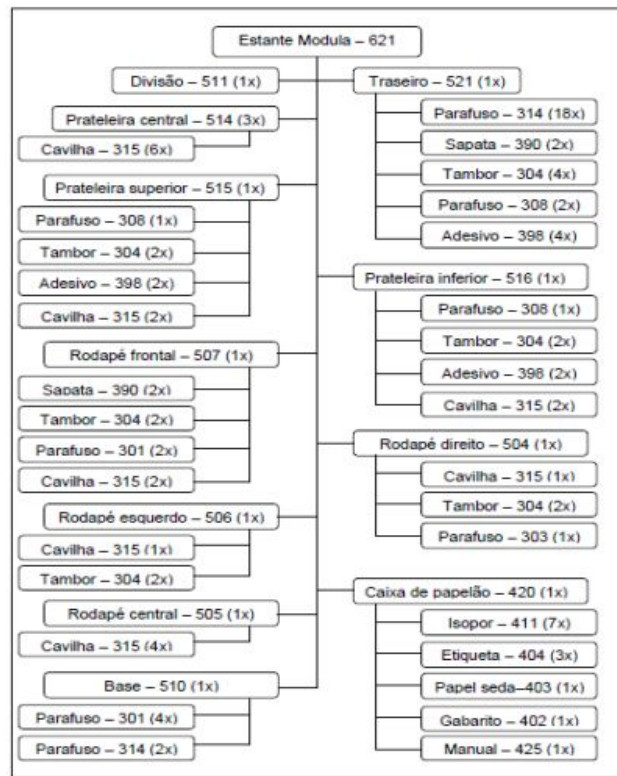 Estante Modula – 621
Divisão – 511 (1x)
Prateleira central – 514 (3x)
Cavilha – 315 (6x)
Prateleira superior – 515 (1x)
Parafuso – 308 (1x)
Tambor – 304 (2x)
Adesivo – 398 (2x)
Cavilha – 315 (2x)
Rodapé frontal – 507 (1x)
Sapata – 390 (2x)
Tambor – 304 (2x)
Parafuso – 301 (2x)
Cavilha – 315 (2x)
Rodapé esquerdo – 506 (1x)
Cavilha – 315 (1x)
Tambor – 304 (2x)
Rodapé central – 505 (1x)
Cavilha – 315 (4x)
Base – 510 (1x)
Parafuso – 301 (4x)
Parafuso – 314 (2x)
Traseiro – 521 (1x)
Parafuso – 314 (18x)
Sapata – 390 (2x)
Tambor – 304 (4x)
Parafuso – 308 (2x)
Adesivo – 398 (4x)
Prateleira inferior – 516 (1x)
Parafuso – 308 (1x)
Tambor – 304 (2x)
Adesivo – 398 (2x)
Cavilha – 315 (2x)
Rodapé direito – 504 (1x)
Cavilha – 315 (1x)
Tambor – 304 (2x)
Parafuso – 303 (1x)
Caixa de papelão – 420 (1x)
Isopor – 411 (7x)
Etiqueta – 404 (3x)
Papel seda–403 (1x)
Gabarito – 402 (1x)
Manual – 425 (1x)